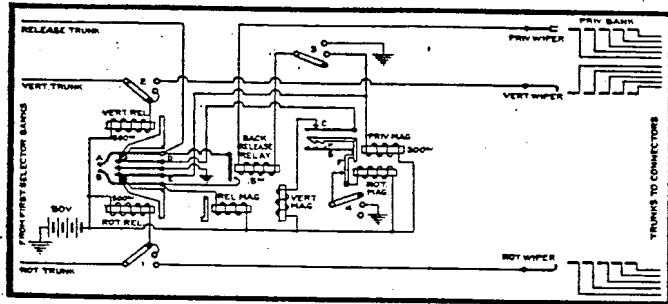 RELEASE TRUNK
PRIV BANK
PRIV WIPER
3
VERT TRUNK
2
VERT WIPER
VERT REL
500ω
C
PRIV MAG
BACK
RELEASE
RELAY
300ω
A
D
B
E
.5ω
F
ROT.
MAG
500ω
REL MAG
VERT
MAG
4
50V
ROT REL
ROT WIPER
ROT TRUNK
1
FROM FIRST SELECTOR BANKS
TRUNKS TO CONNECTORS